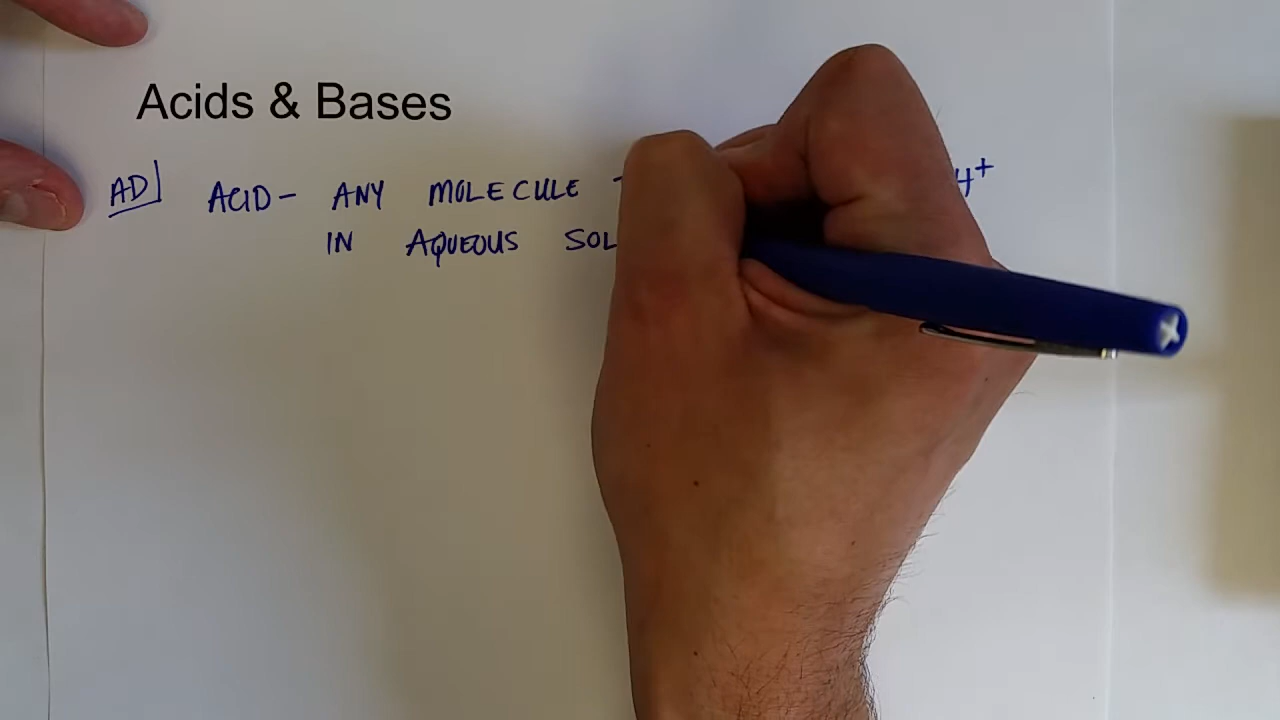 Acids & Bases
AD ACID - ANY MOLECULE H+
IN AQUEOUS SOL